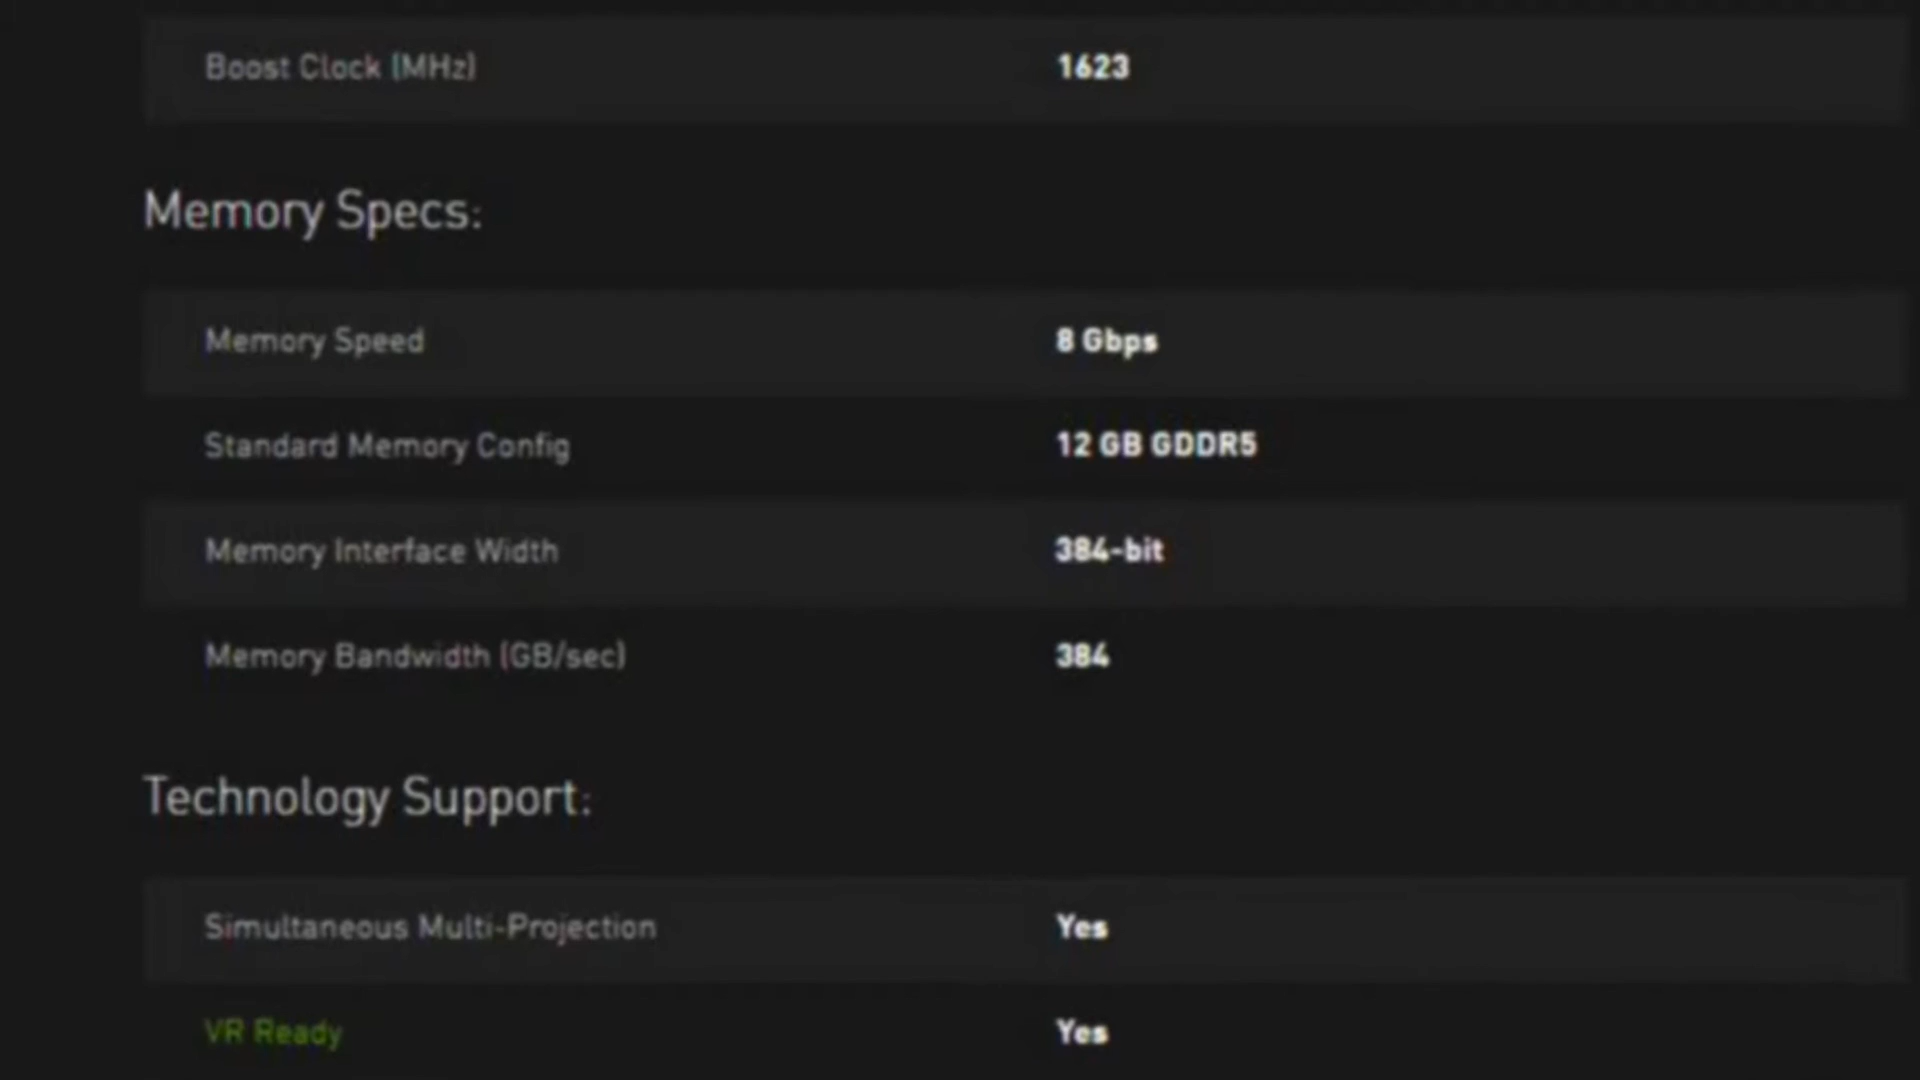 Boost Clock (MHz) 1623
Memory Specs:
Memory Speed 8 Gbps
Standard Memory Config 12 GB GDDR5
Memory Interface Width 384-bit
Memory Bandwidth (GB/sec) 384
Technology Support:
Simultaneous Multi-Projection Yes
VR Ready Yes